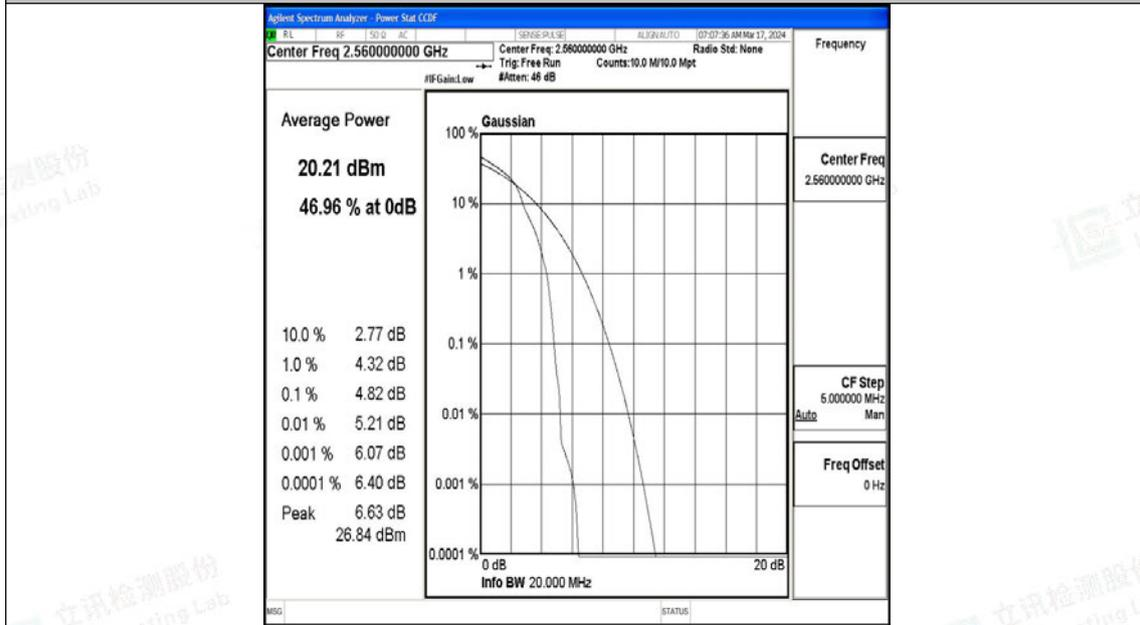 Agilent Spectrum Analyzer - Power Stat CCDF
RL RF 50 Ω AC SENSE:PULSE ALIGN AUTO 07:07:36 AM Mar 17, 2024
Center Freq 2.560000000 GHz
Center Freq: 2.560000000 GHz Radio Std: None
Trig: Free Run Counts:10.0 M/10.0 Mpt
#IFGain:Low #Atten: 46 dB
Frequency
Average Power
20.21 dBm
46.96 % at 0dB
10.0 % 2.77 dB
1.0 % 4.32 dB
0.1 % 4.82 dB
0.01 % 5.21 dB
0.001 % 6.07 dB
0.0001 % 6.40 dB
Peak 6.63 dB
26.84 dBm
Gaussian
100 %
10 %
1 %
0.1 %
0.01 %
0.001 %
0.0001 %
0 dB 20 dB
Info BW 20.000 MHz
Center Freq
2.560000000 GHz
CF Step
5.000000 MHz
Auto Man
Freq Offset
0 Hz
MSG STATUS
立讯检测股份